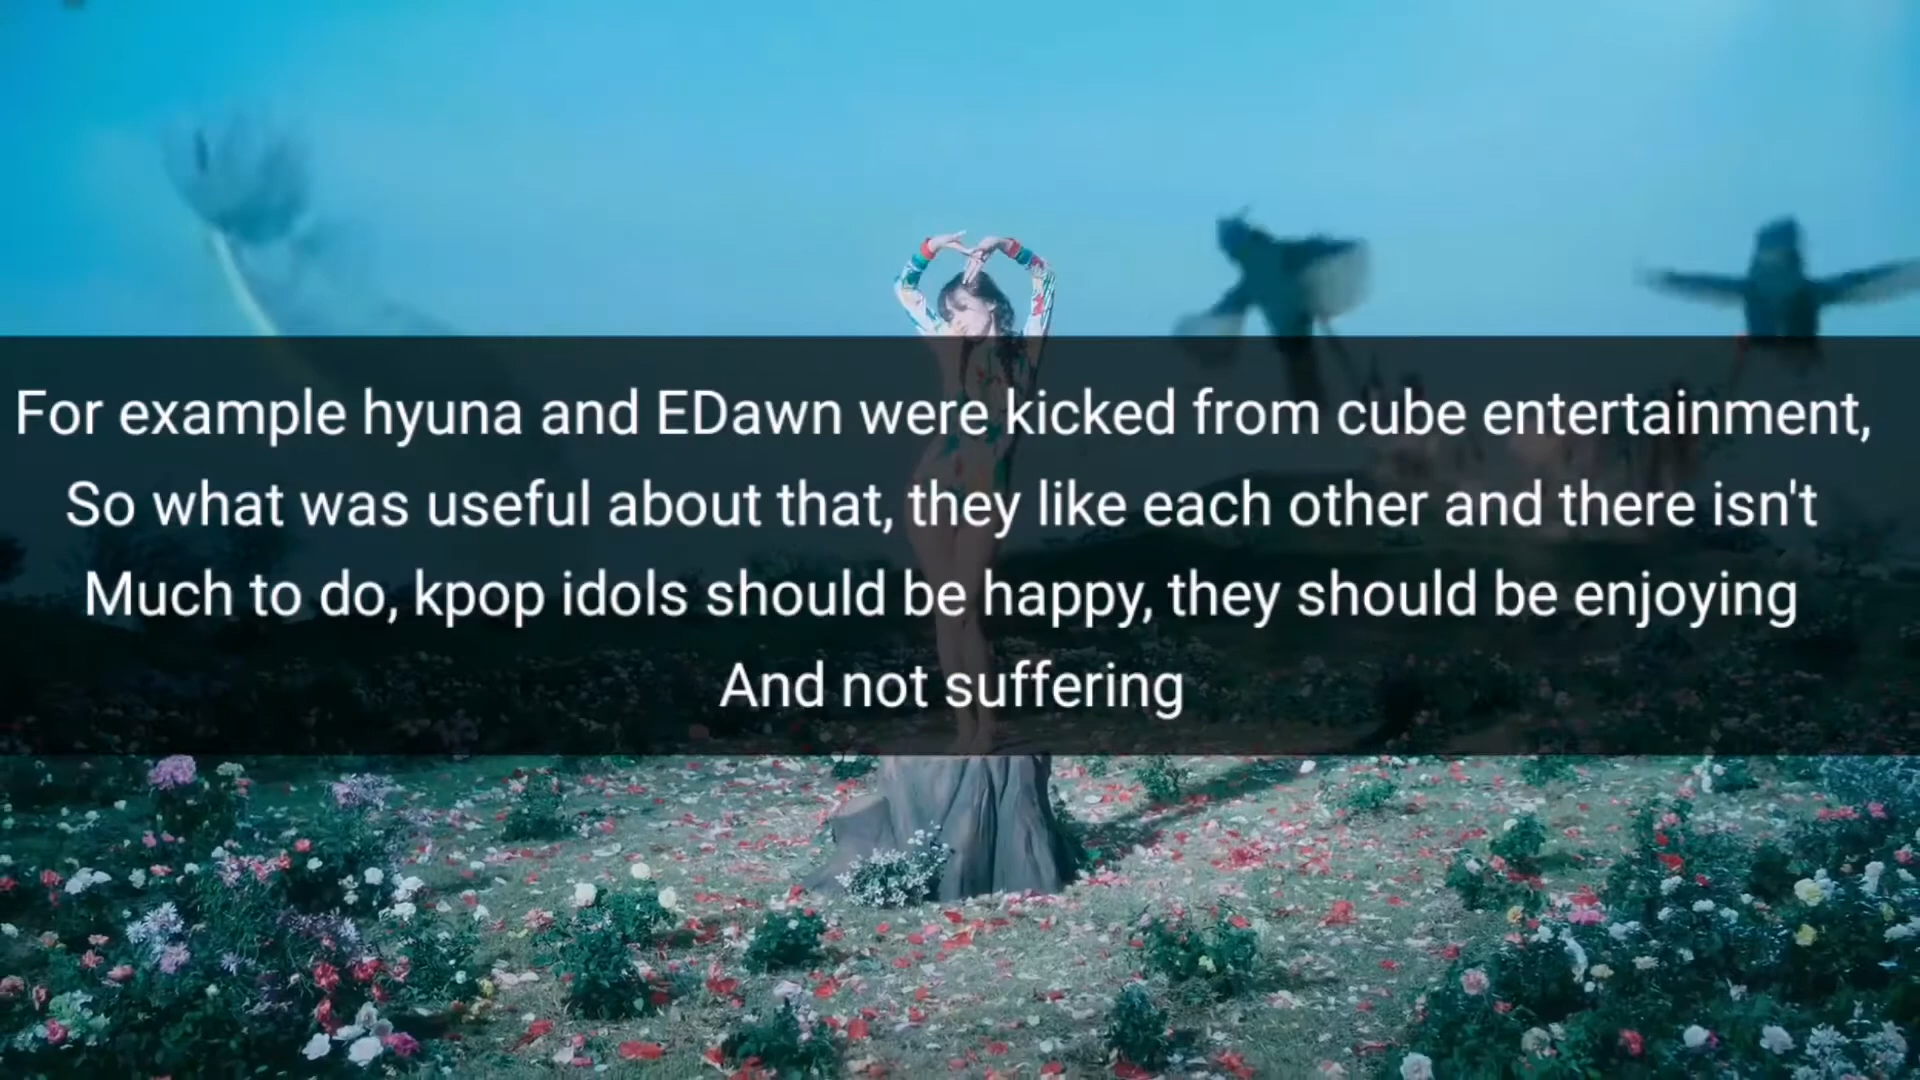 For example hyuna and EDawn were kicked from cube entertainment,
So what was useful about that, they like each other and there isn't
Much to do, kpop idols should be happy, they should be enjoying
And not suffering